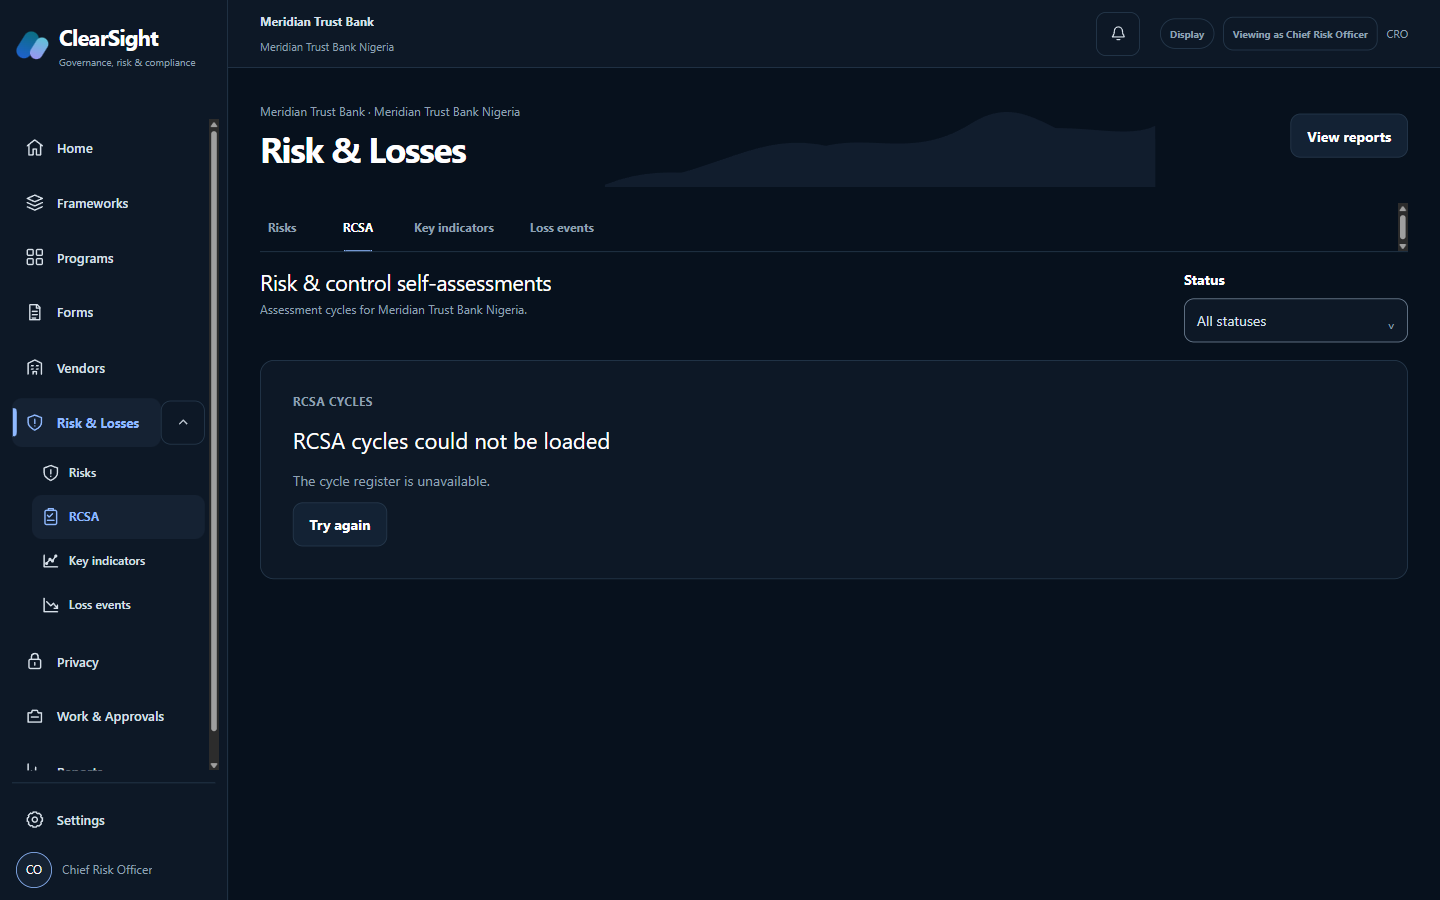 ClearSight
Governance, risk & compliance
Meridian Trust Bank
Meridian Trust Bank Nigeria
Display
Viewing as Chief Risk Officer
CRO
Home
Frameworks
Programs
Forms
Vendors
Risk & Losses
Risks
RCSA
Key indicators
Loss events
Privacy
Work & Approvals
Settings
CO
Chief Risk Officer
Meridian Trust Bank · Meridian Trust Bank Nigeria
Risk & Losses
View reports
Risks
RCSA
Key indicators
Loss events
Risk & control self-assessments
Assessment cycles for Meridian Trust Bank Nigeria.
Status
All statuses
RCSA CYCLES
RCSA cycles could not be loaded
The cycle register is unavailable.
Try again